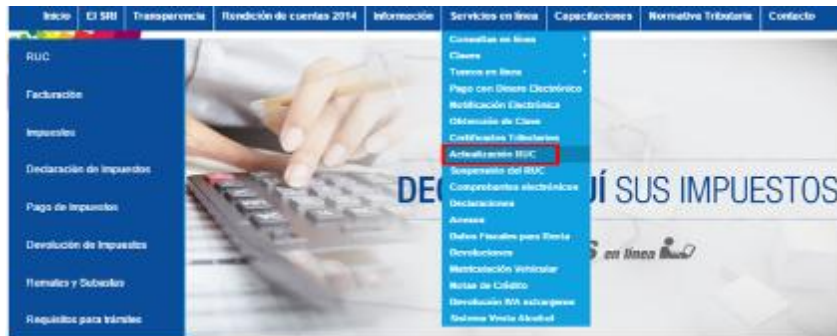 Inicio El SRI Transparencia Rendición de cuentas 2014 Información Servicios en línea Capacitaciones Normativa Tributaria Contacto
RUC
Facturación
Impuestos
Declaración de Impuestos
Pago de Impuestos
Devolución de Impuestos
Remates y Subastas
Requisitos para trámites
Consultas en línea
Claves
Turnos en línea
Pago con Dinero Electrónico
Notificación Electrónica
Obtención de Clave
Certificados Tributarios
Actualización RUC
Suspensión del RUC
Comprobantes electrónicos
Declaraciones
Anexos
Datos Fiscales para Renta
Devoluciones
Matriculación Vehicular
Notas de Crédito
Devolución IVA extranjeros
Sistema Venta Alcohol
SUS IMPUESTOS
en línea